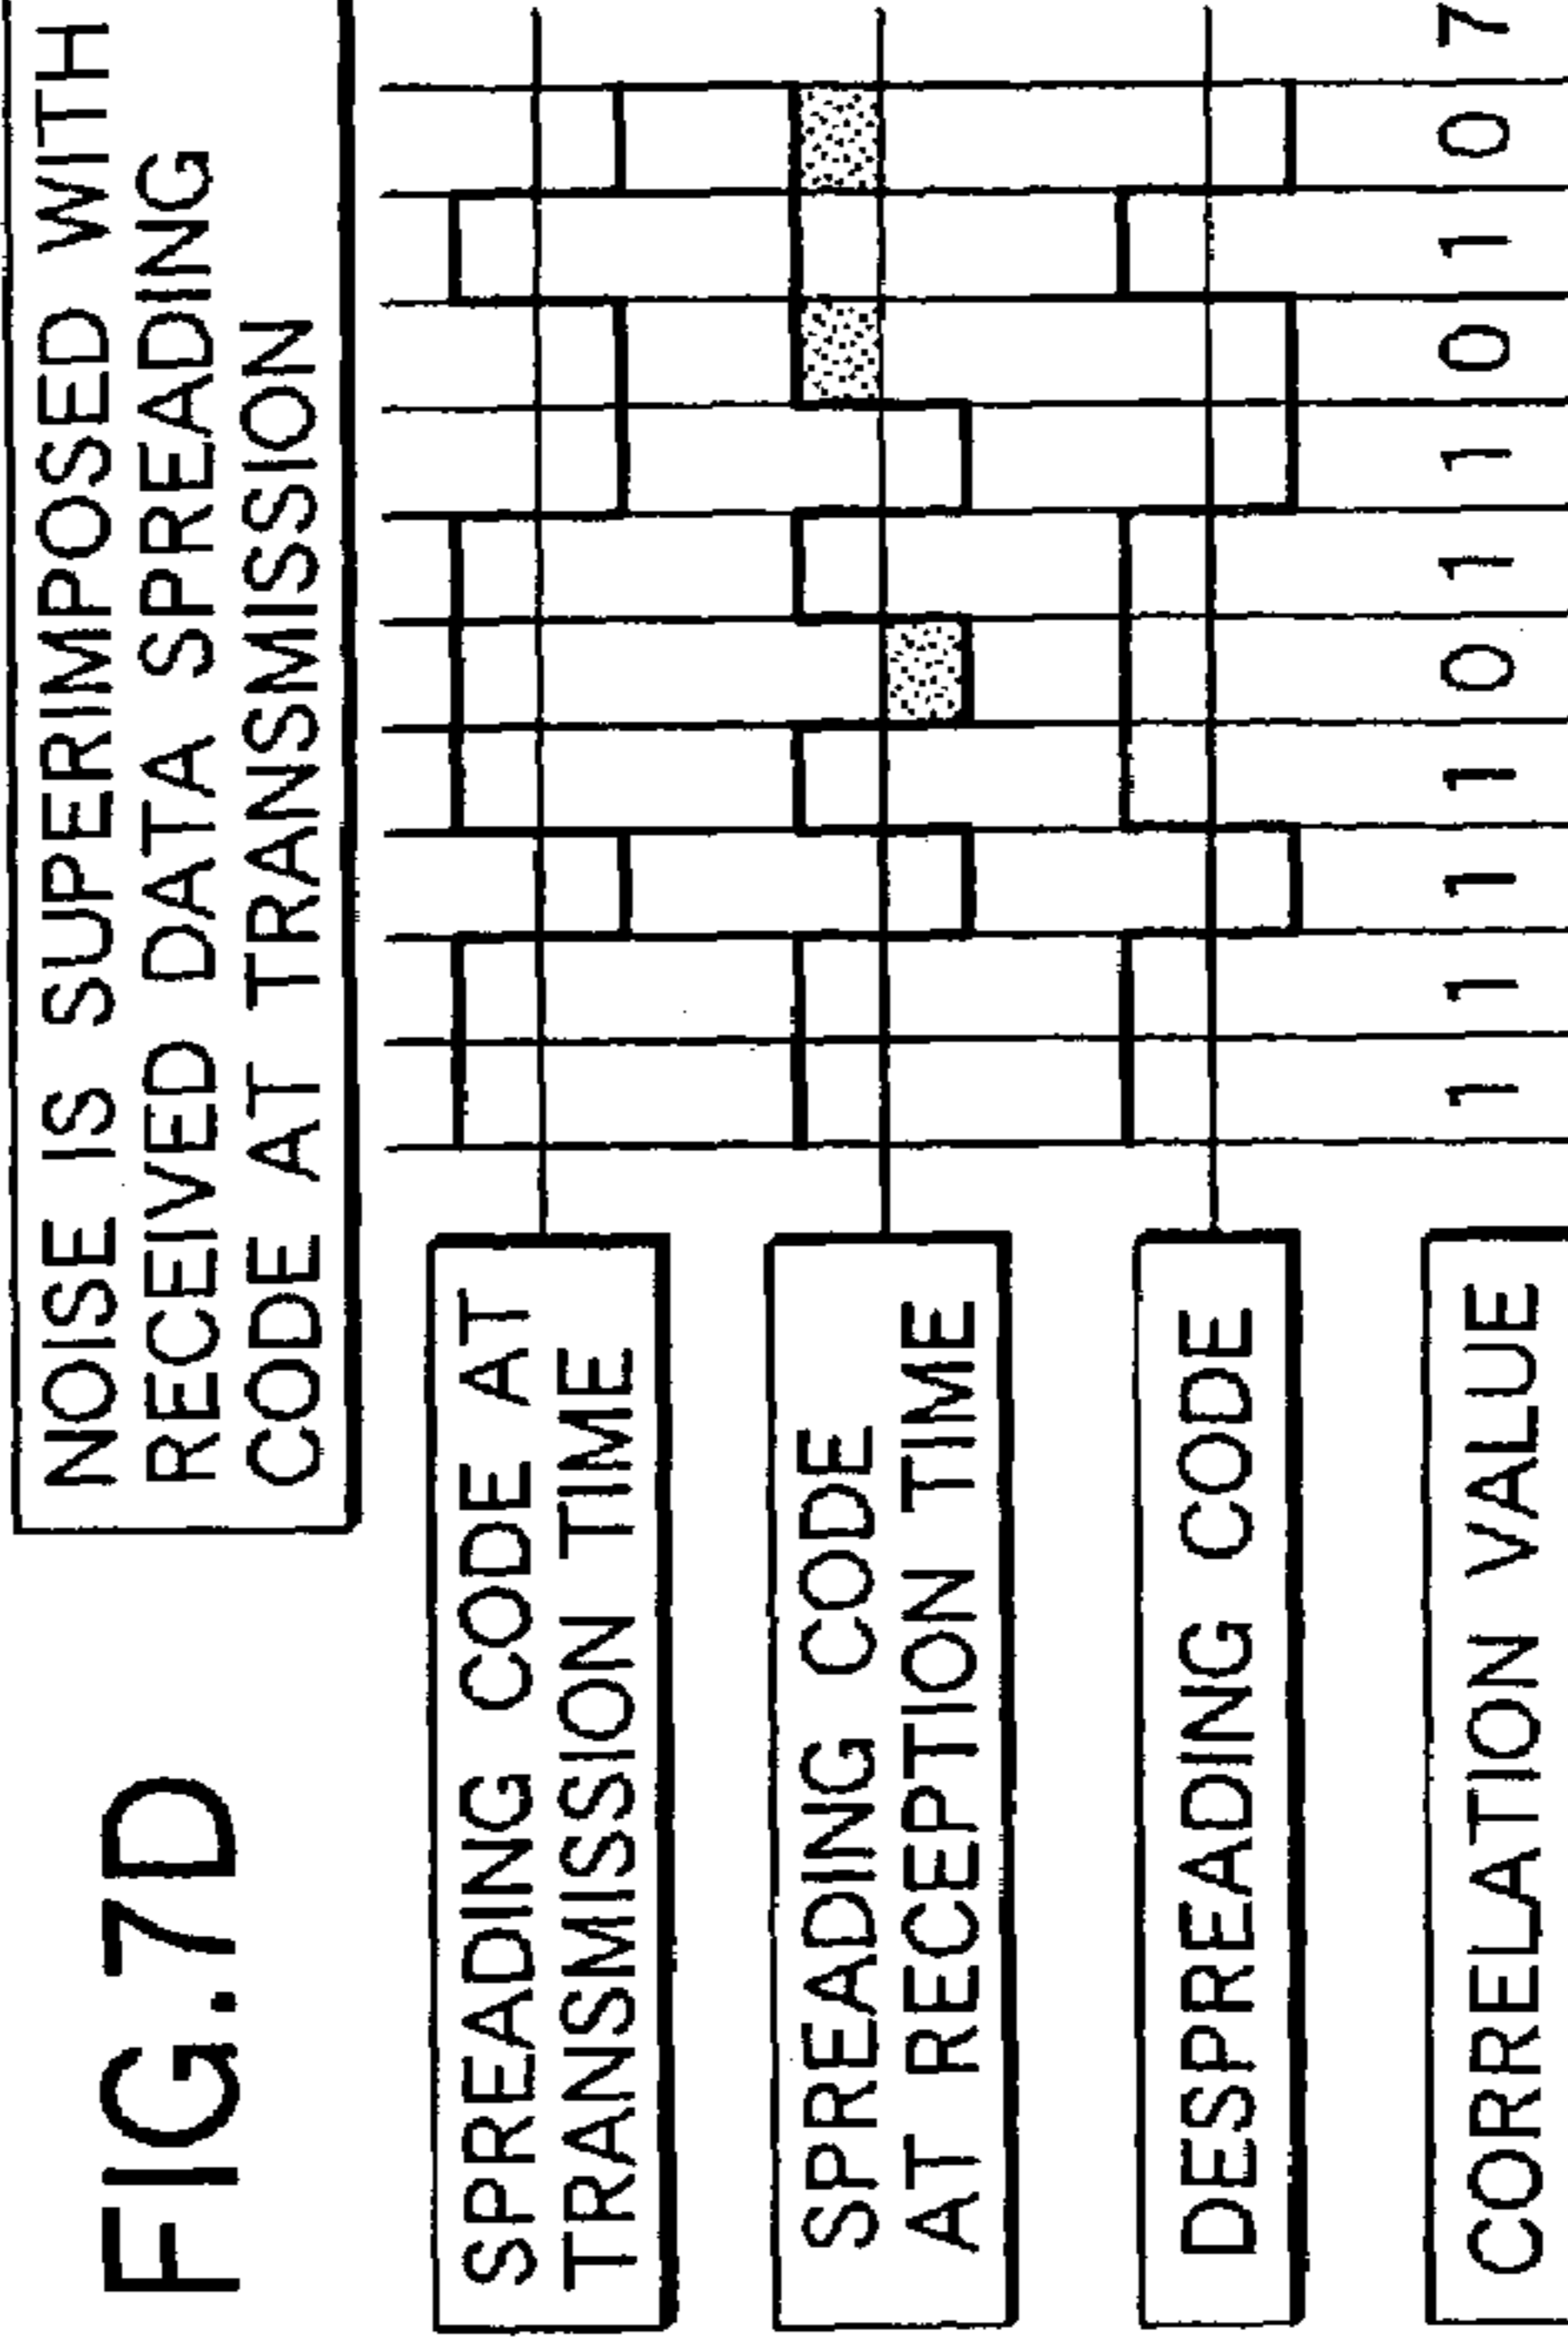 FIG.7D
NOISE IS SUPERIMPOSED WITH
RECEIVED DATA SPREADING
CODE AT TRANSMISSION
SPREADING CODE AT
TRANSMISSION TIME
SPREADING CODE
AT RECEPTION TIME
DESPREADING CODE
CORRELATION VALUE 1 1 1 1 0 1 1 0 1 0 7